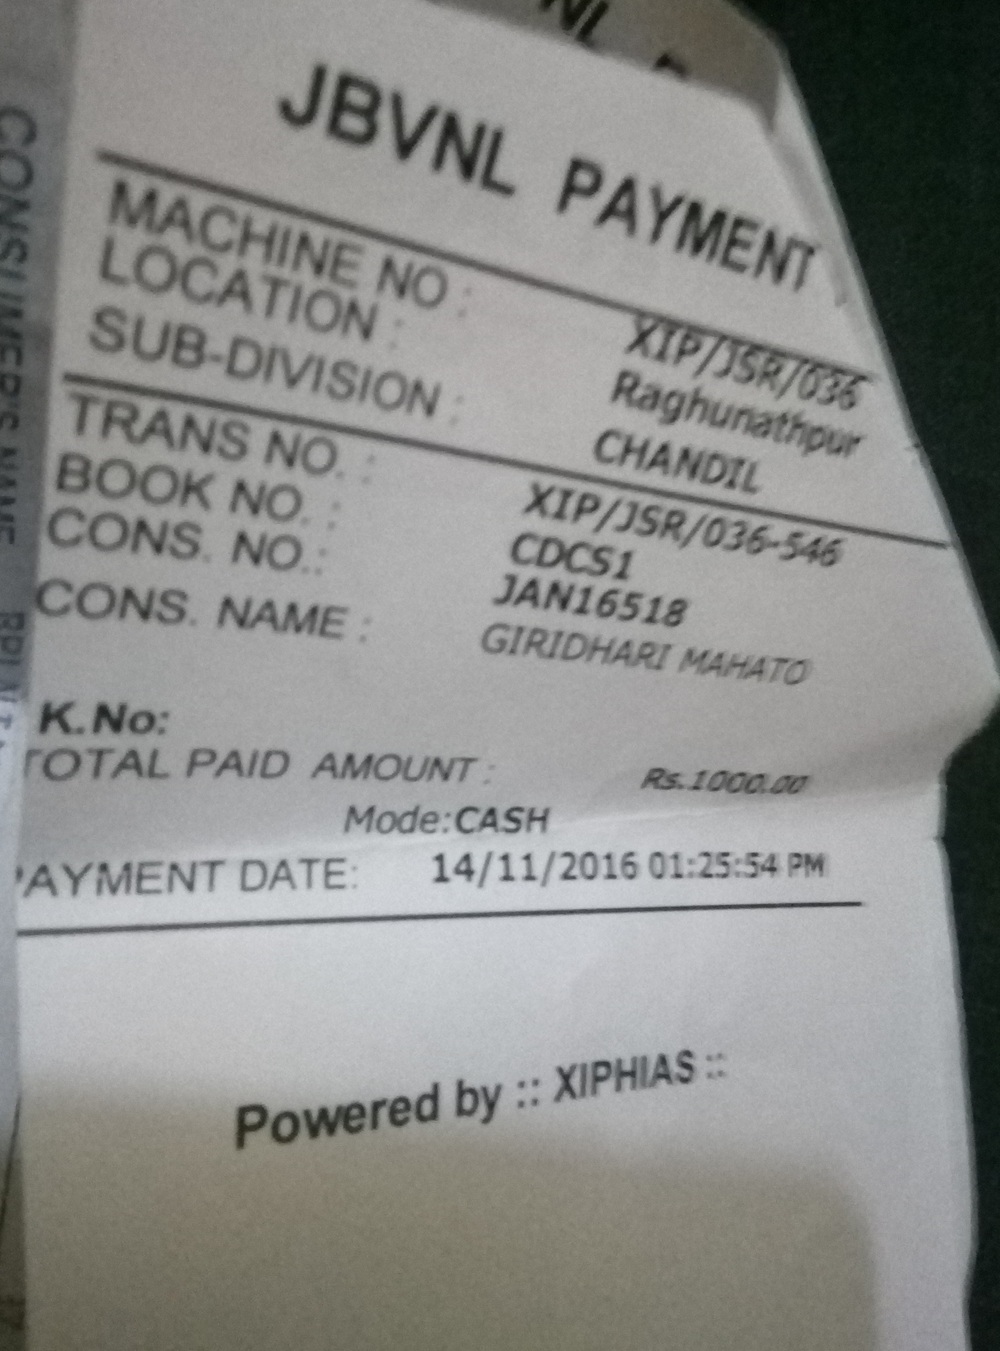 JBVNL PAYMENT
MACHINE NO : XIP/JSR/036
LOCATION : Raghunathpur
SUB-DIVISION : CHANDIL
TRANS NO. : XIP/JSR/036-546
BOOK NO. : CDCS1
CONS. NO.: JAN16518
CONS. NAME : GIRIDHARI MAHATO
K.No:
TOTAL PAID AMOUNT : Rs.1000.00
Mode:CASH
PAYMENT DATE: 14/11/2016 01:25:54 PM
Powered by :: XIPHIAS ::
CONSUMER'S NAME